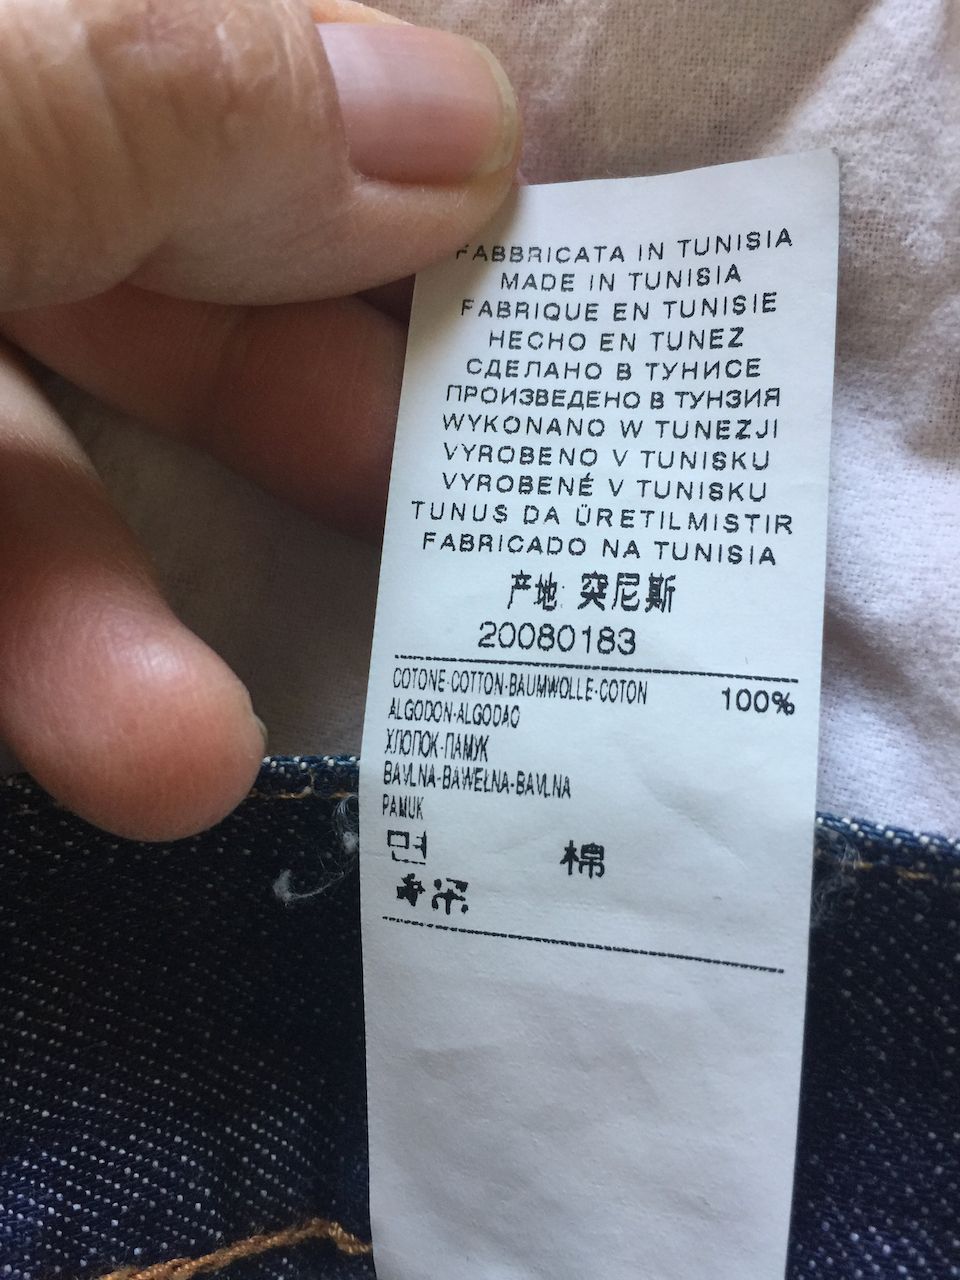 FABBRICATA IN TUNISIA
MADE IN TUNISIA
FABRIQUE EN TUNISIE
HECHO EN TUNEZ
СДЕЛАНО В ТУНИСЕ
ПРОИЗВЕДЕНО В ТУНЗИЯ
WYKONANO W TUNEZJI
VYROBENO V TUNISKU
VYROBENÉ V TUNISKU
TUNUS DA ÜRETILMISTIR
FABRICADO NA TUNISIA
产地: 突尼斯
20080183
COTONE-COTTON-BAUMWOLLE-COTON 100%
ALGODON-ALGODAO
ХЛОПОК-ПАМУК
BAVLNA-BAWEŁNA-BAVLNA
PAMUK
면 棉